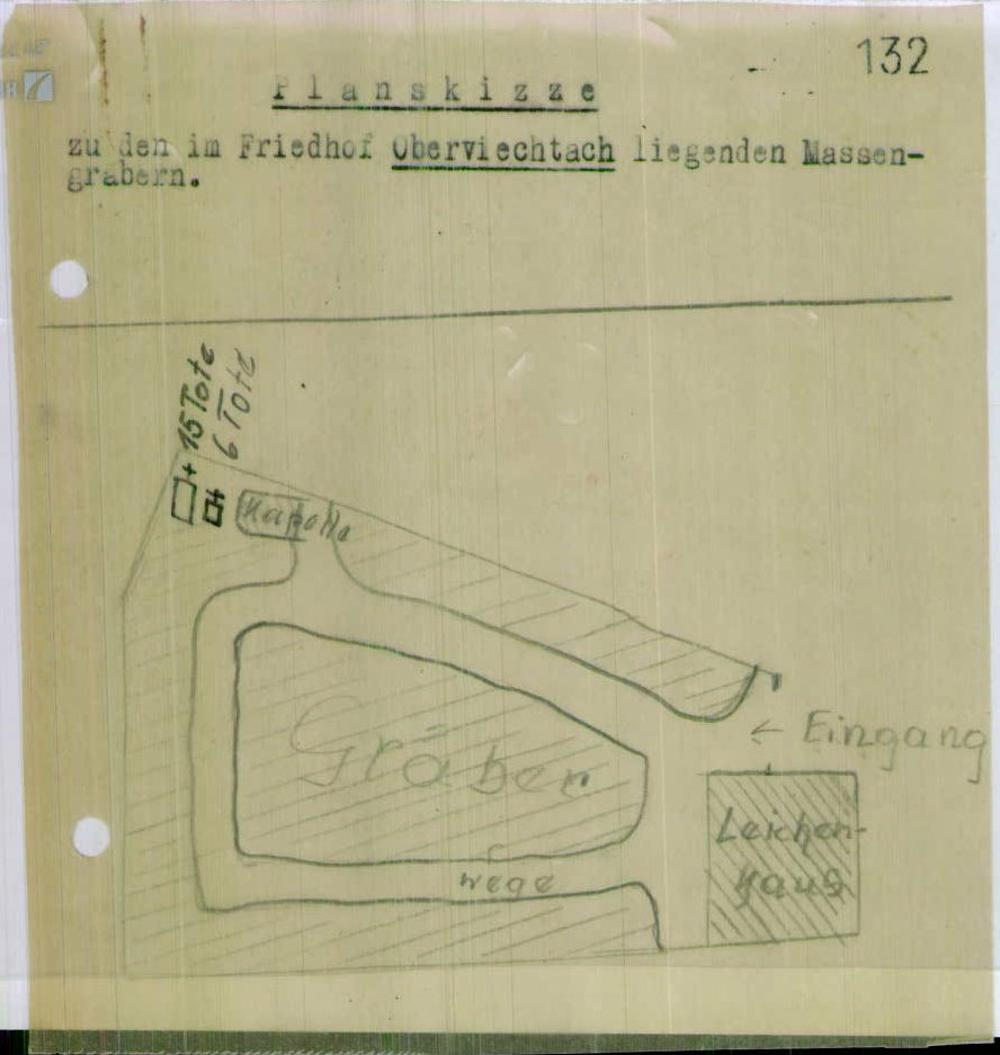 132
Planskizze
zu den im Friedhof Oberviechtach liegenden Massen-
gräbern.
15 Tote
6 Tote
Kapelle
Gräber
← Eingang
Leichen-
haus
wege